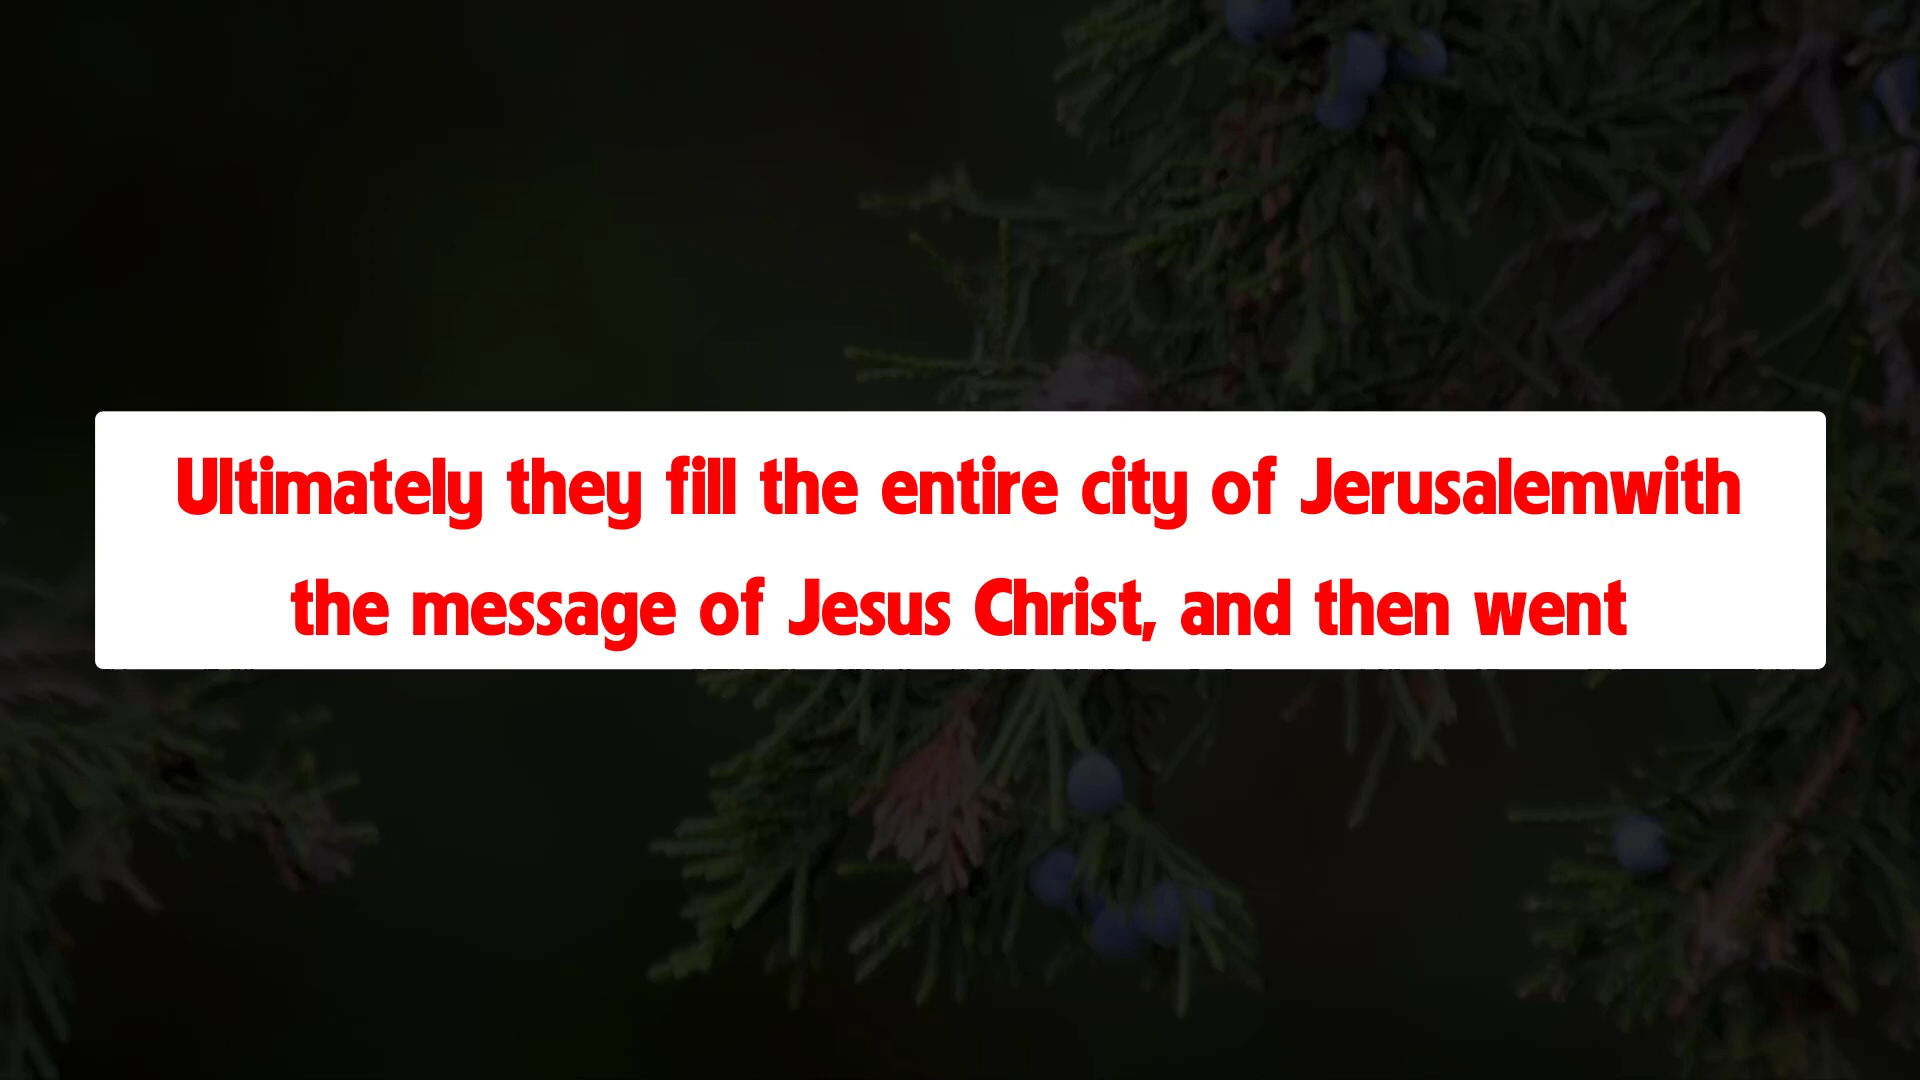 Ultimately they fill the entire city of Jerusalemwith
the message of Jesus Christ, and then went